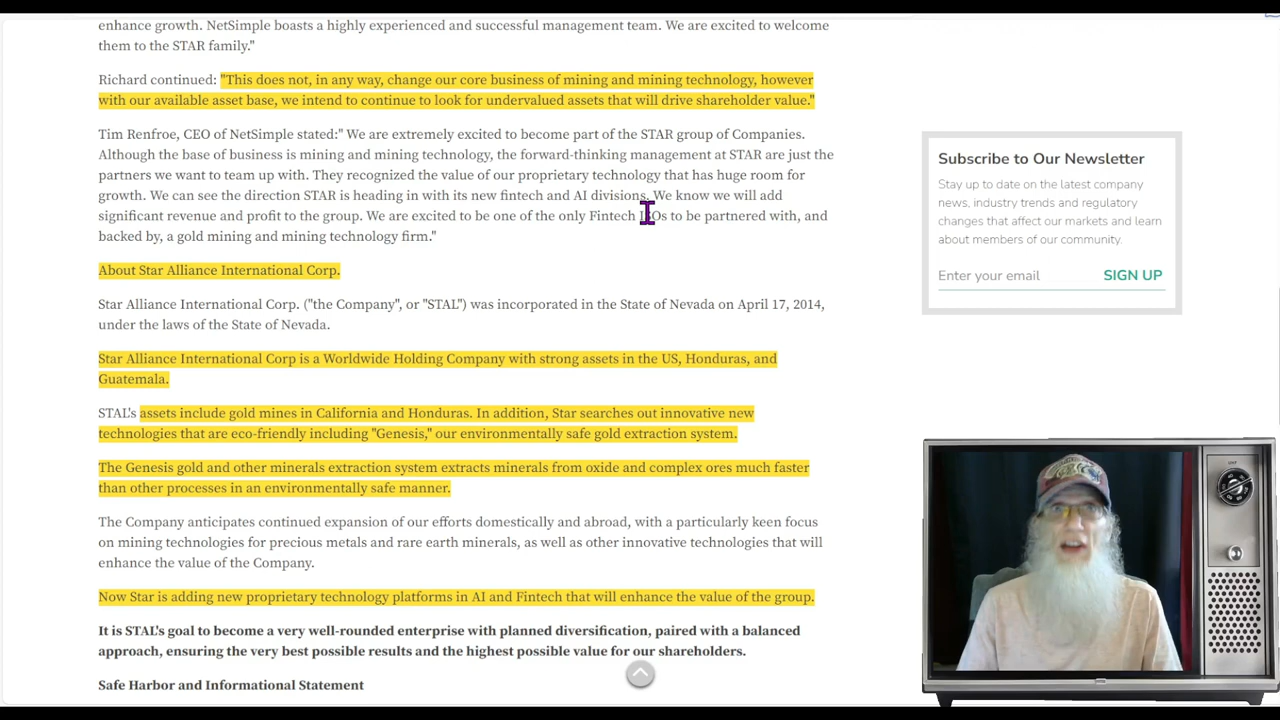 enhance growth. NetSimple boasts a highly experienced and successful management team. We are excited to welcome
them to the STAR family."
Richard continued: "This does not, in any way, change our core business of mining and mining technology, however
with our available asset base, we intend to continue to look for undervalued assets that will drive shareholder value."
Tim Renfroe, CEO of NetSimple stated:" We are extremely excited to become part of the STAR group of Companies.
Although the base of business is mining and mining technology, the forward-thinking management at STAR are just the
partners we want to team up with. They recognized the value of our proprietary technology that has huge room for
growth. We can see the direction STAR is heading in with its new fintech and AI divisions. We know we will add
significant revenue and profit to the group. We are excited to be one of the only Fintech to be partnered with, and
backed by, a gold mining and mining technology firm."
About Star Alliance International Corp.
Star Alliance International Corp. ("the Company", or "STAL") was incorporated in the State of Nevada on April 17, 2014,
under the laws of the State of Nevada.
Star Alliance International Corp is a Worldwide Holding Company with strong assets in the US, Honduras, and
Guatemala.
STAL's assets include gold mines in California and Honduras. In addition, Star searches out innovative new
technologies that are eco-friendly including "Genesis," our environmentally safe gold extraction system.
The Genesis gold and other minerals extraction system extracts minerals from oxide and complex ores much faster
than other processes in an environmentally safe manner.
The Company anticipates continued expansion of our efforts domestically and abroad, with a particularly keen focus
on mining technologies for precious metals and rare earth minerals, as well as other innovative technologies that will
enhance the value of the Company.
Now Star is adding new proprietary technology platforms in AI and Fintech that will enhance the value of the group.
It is STAL's goal to become a very well-rounded enterprise with planned diversification, paired with a balanced
approach, ensuring the very best possible results and the highest possible value for our shareholders.
Safe Harbor and Informational Statement
Subscribe to Our Newsletter
Stay up to date on the latest company
news, industry trends and regulatory
changes that affect our markets and learn
about members of our community.
Enter your email SIGN UP